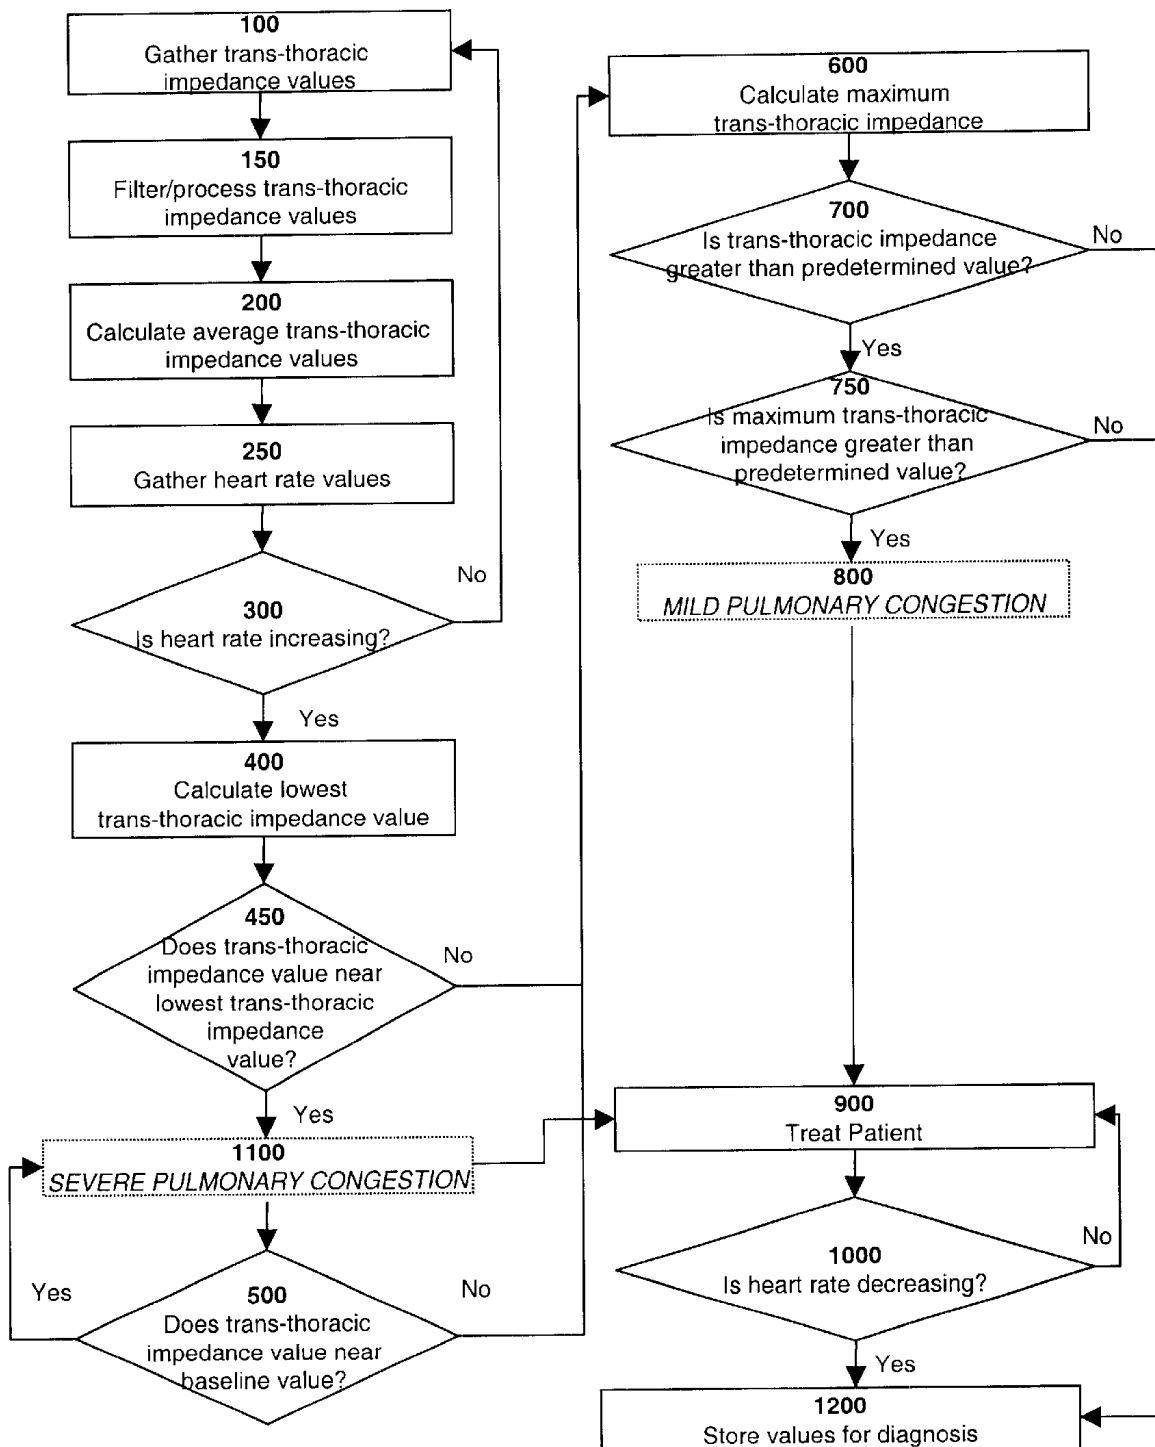 100
Gather trans-thoracic
impedance values
150
Filter/process trans-thoracic
impedance values
200
Calculate average trans-thoracic
impedance values
250
Gather heart rate values
No
300
Is heart rate increasing?
Yes
400
Calculate lowest
trans-thoracic impedance value
450
Does trans-thoracic
impedance value near
lowest trans-thoracic
impedance
value?
No
Yes
1100
SEVERE PULMONARY CONGESTION
Yes
500
Does trans-thoracic
impedance value near
baseline value?
No
600
Calculate maximum
trans-thoracic impedance
700
Is trans-thoracic impedance
greater than predetermined value?
No
Yes
750
Is maximum trans-thoracic
impedance greater than
predetermined value?
No
Yes
800
MILD PULMONARY CONGESTION
900
Treat Patient
1000
Is heart rate decreasing?
No
Yes
1200
Store values for diagnosis